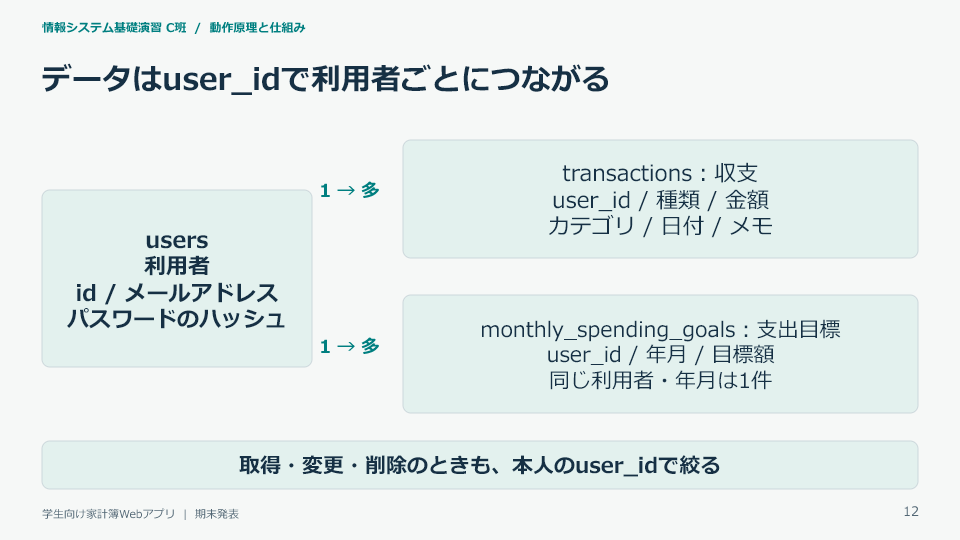 情報システム基礎演習 C班 / 動作原理と仕組み
データはuser_idで利用者ごとにつながる
users
利用者
id / メールアドレス
パスワードのハッシュ
1 → 多
transactions：収支
user_id / 種類 / 金額
カテゴリ / 日付 / メモ
1 → 多
monthly_spending_goals：支出目標
user_id / 年月 / 目標額
同じ利用者・年月は1件
取得・変更・削除のときも、本人のuser_idで絞る
学生向け家計簿Webアプリ ｜ 期末発表
12